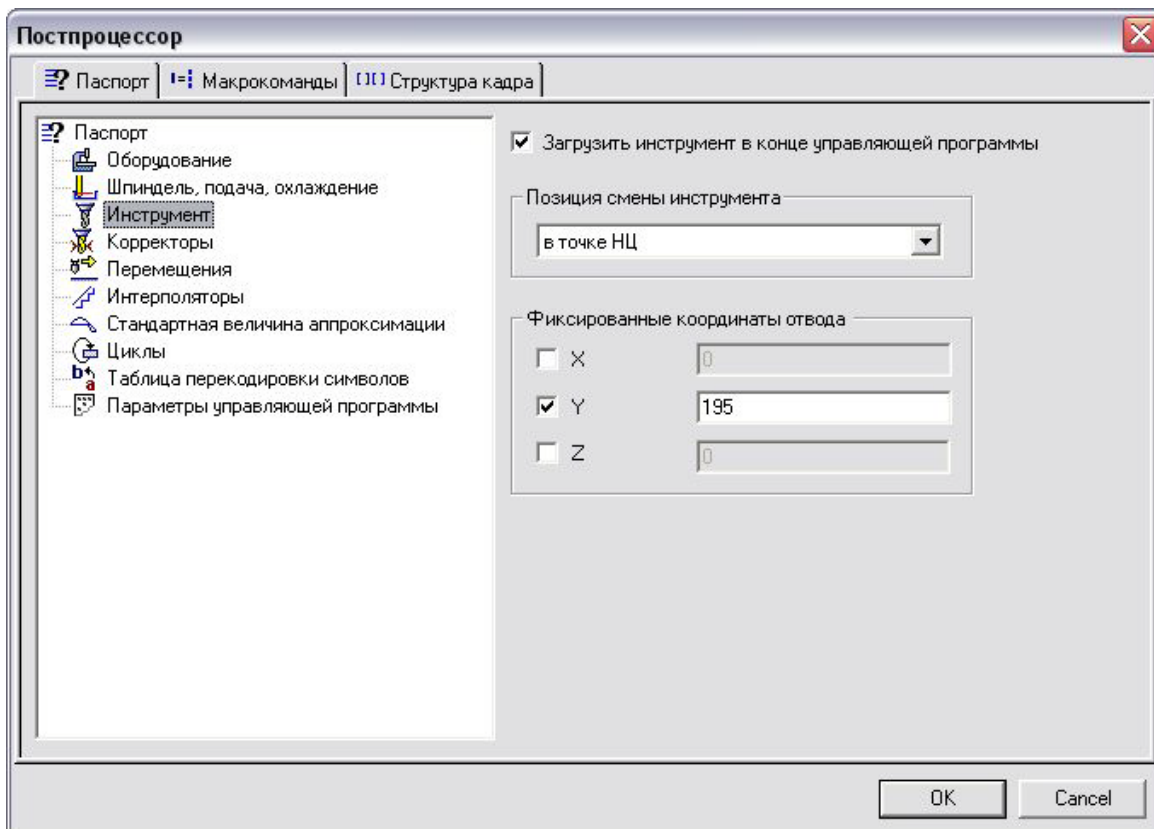 Постпроцессор
Паспорт
Макрокоманды
Структура кадра
Паспорт
Оборудование
Шпиндель, подача, охлаждение
Инструмент
Корректоры
Перемещения
Интерполяторы
Стандартная величина аппроксимации
Циклы
Таблица перекодировки символов
Параметры управляющей программы
Загрузить инструмент в конце управляющей программы
Позиция смены инструмента
в точке НЦ
Фиксированные координаты отвода
X 0
Y 195
Z 0
OK Cancel